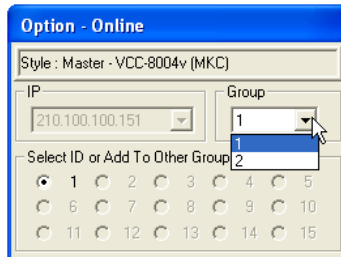 Option - Online
Style : Master - VCC-8004v (MKC)
IP Group
210.100.100.151 1
1
2
Select ID or Add To Other Group
1 2 3 4 5
6 7 8 9 10
11 12 13 14 15